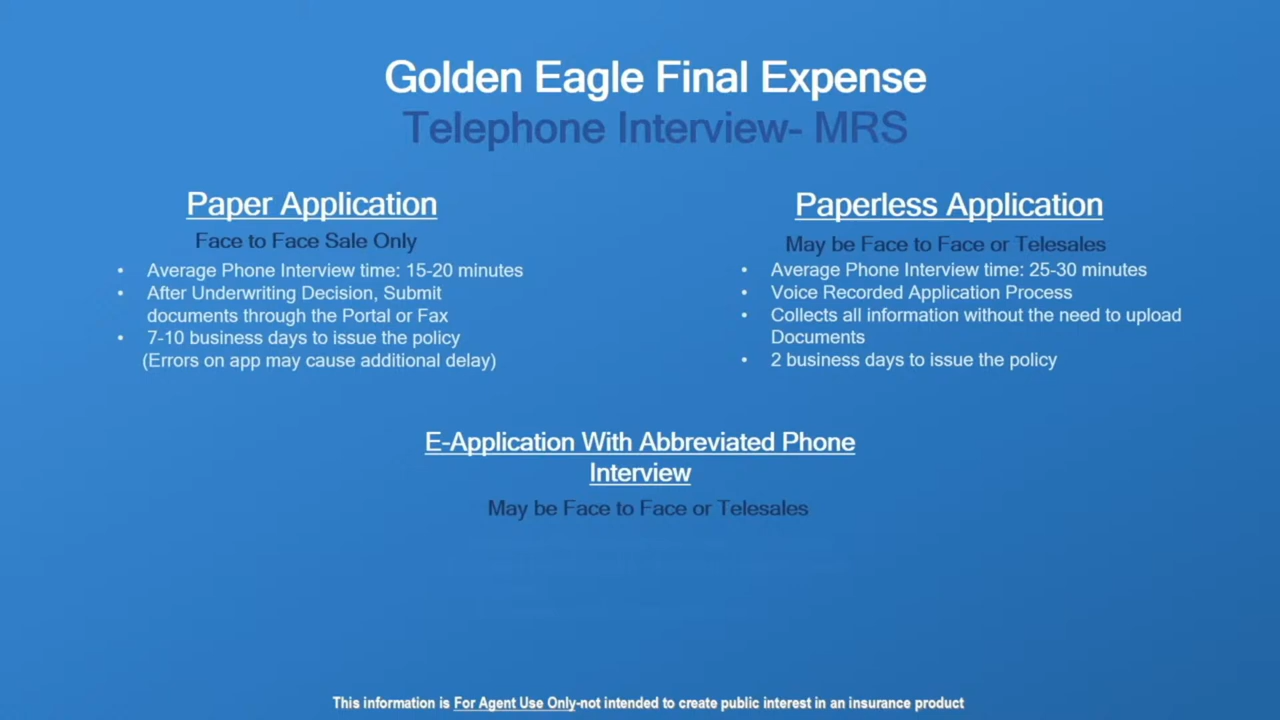 Golden Eagle Final Expense
Telephone Interview- MRS
Paper Application
Face to Face Sale Only
• Average Phone Interview time: 15-20 minutes
• After Underwriting Decision, Submit
documents through the Portal or Fax
• 7-10 business days to issue the policy
(Errors on app may cause additional delay)
Paperless Application
May be Face to Face or Telesales
• Average Phone Interview time: 25-30 minutes
• Voice Recorded Application Process
• Collects all information without the need to upload
Documents
• 2 business days to issue the policy
E-Application With Abbreviated Phone
Interview
May be Face to Face or Telesales
This information is For Agent Use Only-not intended to create public interest in an insurance product